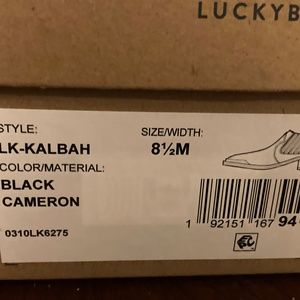 LUCKYB
STYLE:
LK-KALBAH
SIZE/WIDTH:
8½M
COLOR/MATERIAL:
BLACK
CAMERON
0310LK6275
1 92151 167 94